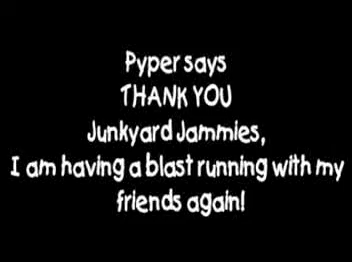 Pyper says
THANK YOU
Junkyard Jammies,
I am having a blast running with my
friends again!